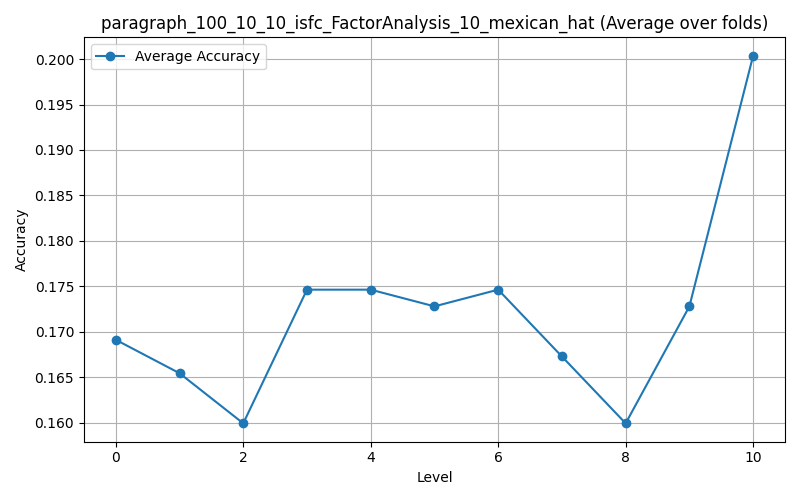 paragraph_100_10_10_isfc_FactorAnalysis_10_mexican_hat (Average over folds)
Average Accuracy
0.200
0.195
0.190
0.185
0.180
0.175
0.170
0.165
0.160
Accuracy
0 2 4 6 8 10
Level